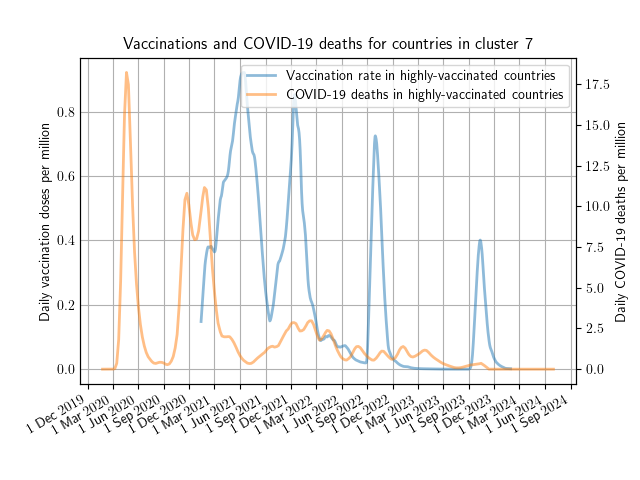 Vaccinations and COVID-19 deaths for countries in cluster 7
Vaccination rate in highly-vaccinated countries
COVID-19 deaths in highly-vaccinated countries
Daily vaccination doses per million
0.8
0.6
0.4
0.2
0.0
Daily COVID-19 deaths per million
17.5
15.0
12.5
10.0
7.5
5.0
2.5
0.0
1 Dec 2019
1 Mar 2020
1 Jun 2020
1 Sep 2020
1 Dec 2020
1 Mar 2021
1 Jun 2021
1 Sep 2021
1 Dec 2021
1 Mar 2022
1 Jun 2022
1 Sep 2022
1 Dec 2022
1 Mar 2023
1 Jun 2023
1 Sep 2023
1 Dec 2023
1 Mar 2024
1 Jun 2024
1 Sep 2024